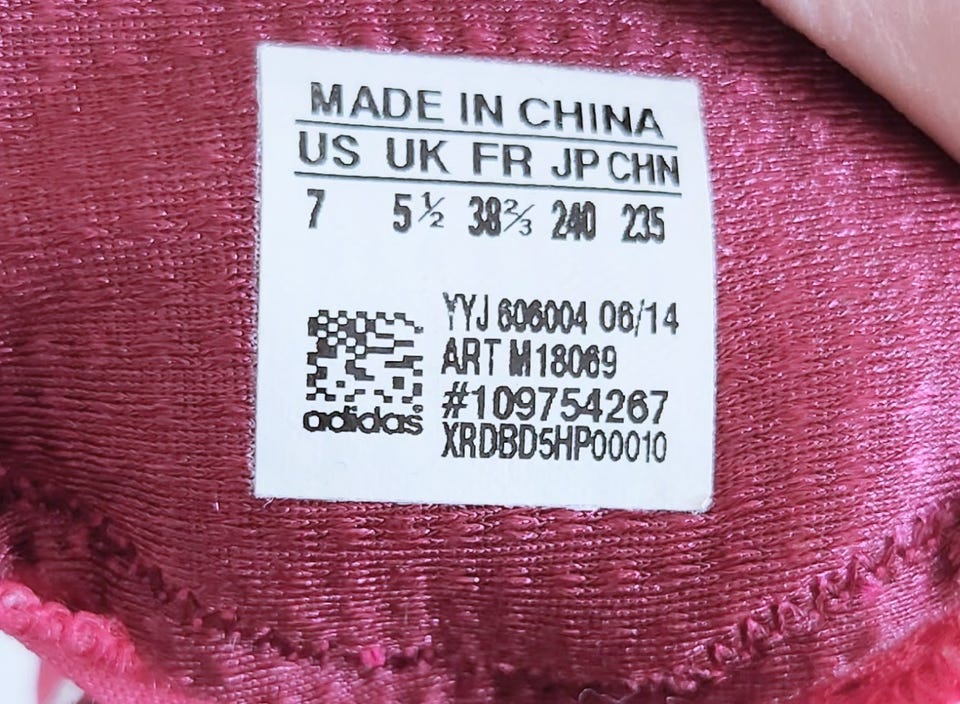 MADE IN CHINA
US UK FR JP CHN
7 5½ 38⅔ 240 235
YYJ 606004 06/14
ART M18069
#109754267
adidas®
XRDBD5HP00010